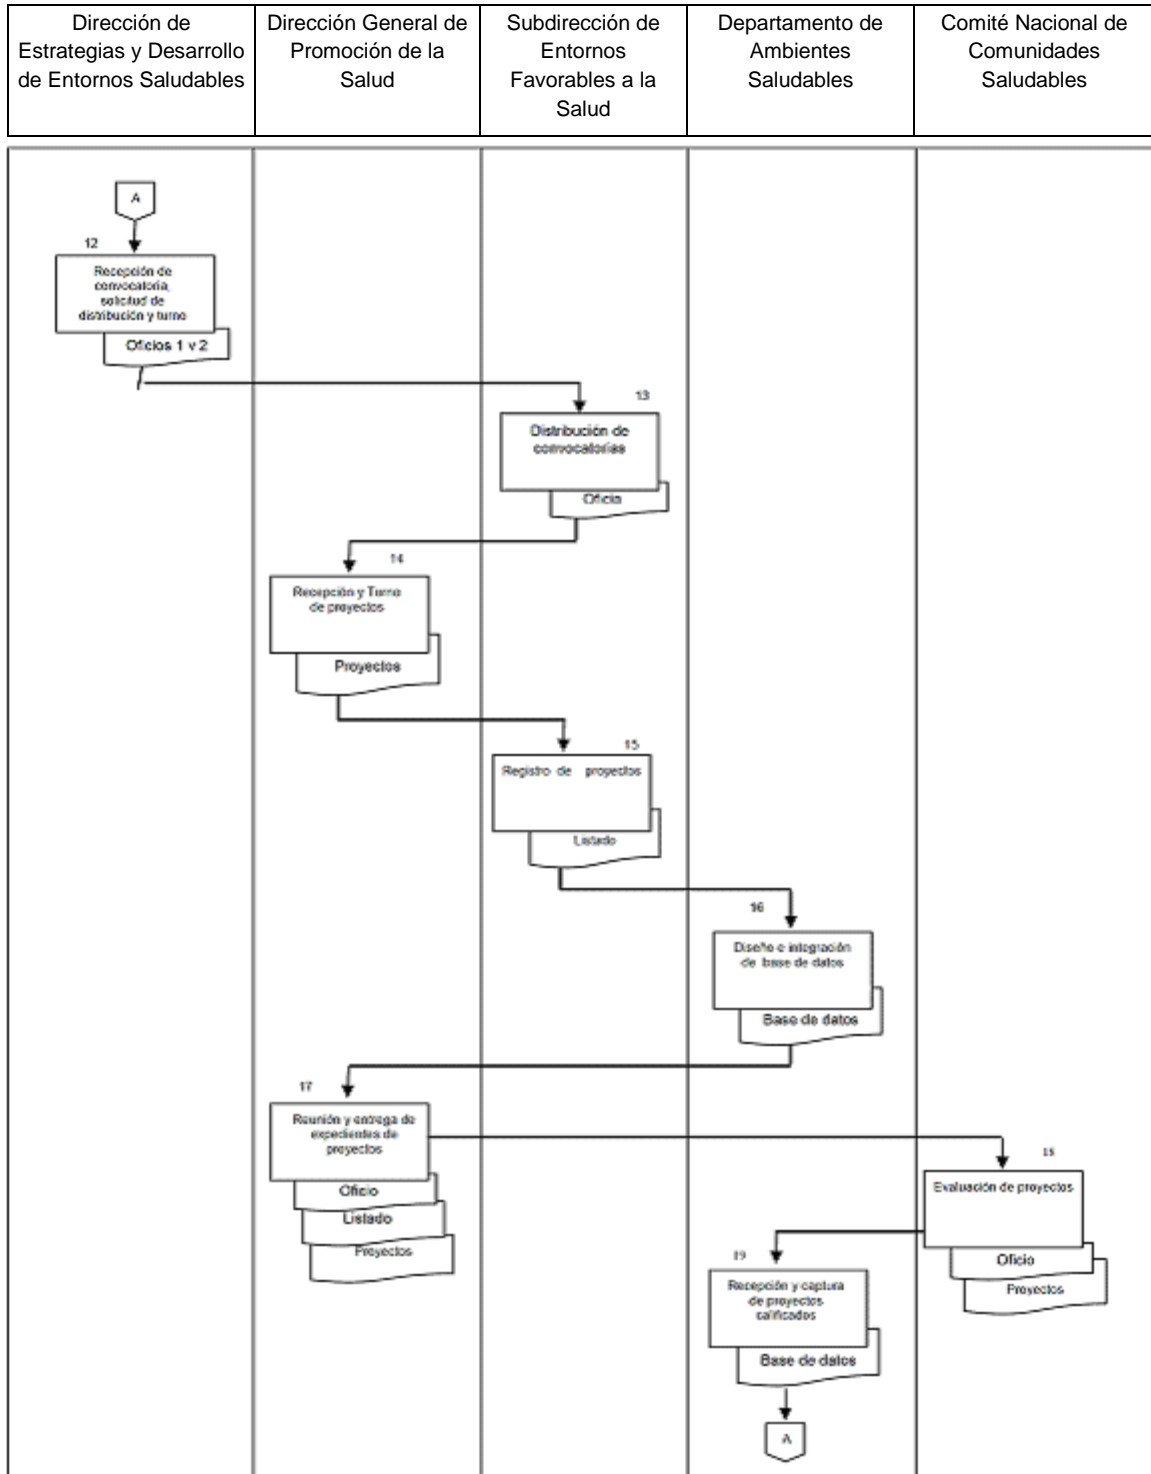 Dirección de
Estrategias y Desarrollo
de Entornos Saludables
Dirección General de
Promoción de la
Salud
Subdirección de
Entornos
Favorables a la
Salud
Departamento de
Ambientes
Saludables
Comité Nacional de
Comunidades
Saludables
A
12
Recepción de
convocatoria,
solicitud de
distribución y turno
Oficios 1 y 2
13
Distribución de
convocatorias
Oficio
14
Recepción y Turno
de proyectos
Proyectos
15
Registro de proyectos
Listado
16
Diseño e integración
de base de datos
Base de datos
17
Reunión y entrega de
expedientes de
proyectos
Oficio
Listado
Proyectos
18
Evaluación de proyectos
Oficio
Proyectos
19
Recepción y captura
de proyectos
calificados
Base de datos
A